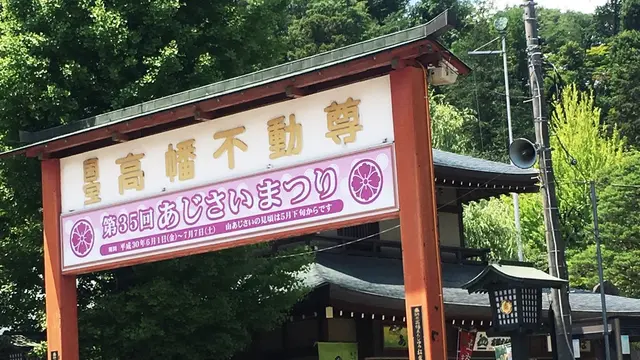 関東高幡不動尊
第35回あじさいまつり
期間 平成30年6月1日(金)~7月7日(土) 山あじさいの見頃は5月下旬からです